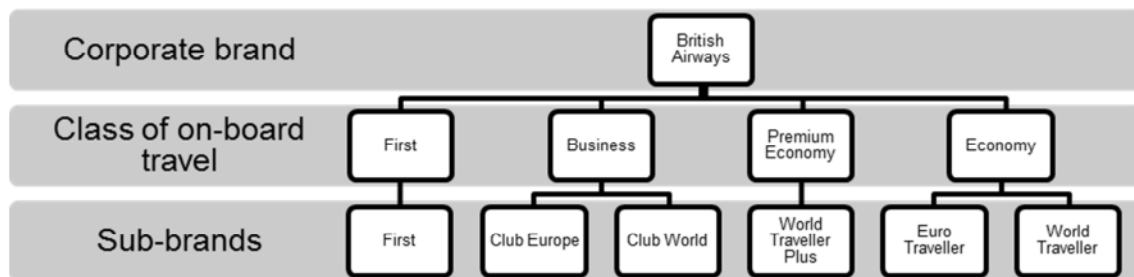 Corporate brand
British
Airways
Class of on-board
travel
First
Business
Premium
Economy
Economy
Sub-brands
First
Club Europe
Club World
World
Traveller
Plus
Euro
Traveller
World
Traveller